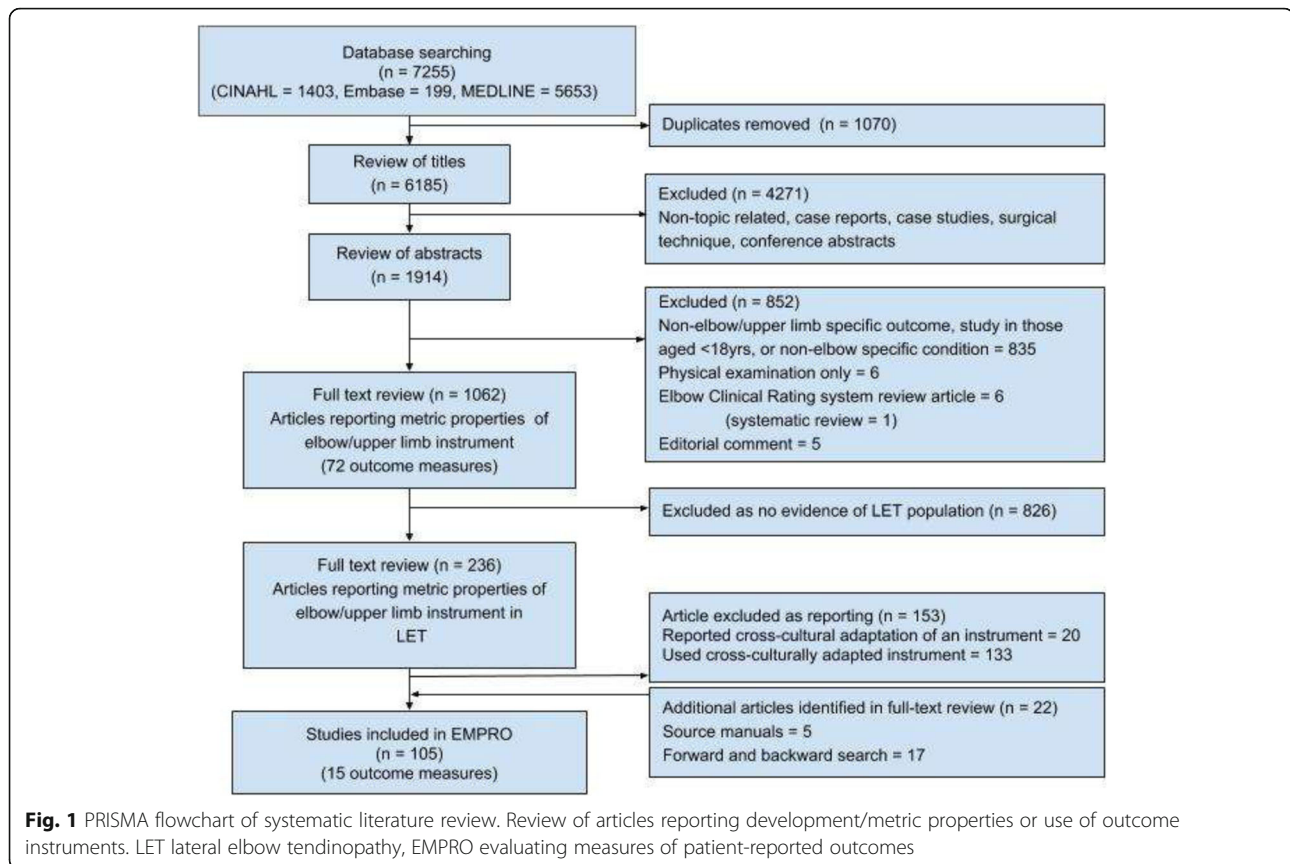 Database searching
(n = 7255)
(CINAHL = 1403, Embase = 199, MEDLINE = 5653)
Duplicates removed (n = 1070)
Review of titles
(n = 6185)
Excluded (n = 4271)
Non-topic related, case reports, case studies, surgical
technique, conference abstracts
Review of abstracts
(n = 1914)
Excluded (n = 852)
Non-elbow/upper limb specific outcome, study in those
aged <18yrs, or non-elbow specific condition = 835
Physical examination only = 6
Elbow Clinical Rating system review article = 6
(systematic review = 1)
Editorial comment = 5
Full text review (n = 1062)
Articles reporting metric properties of
elbow/upper limb instrument
(72 outcome measures)
Excluded as no evidence of LET population (n = 826)
Full text review (n = 236)
Articles reporting metric properties of
elbow/upper limb instrument in
LET
Article excluded as reporting (n = 153)
Reported cross-cultural adaptation of an instrument = 20
Used cross-culturally adapted instrument = 133
Additional articles identified in full-text review (n = 22)
Source manuals = 5
Forward and backward search = 17
Studies included in EMPRO
(n = 105)
(15 outcome measures)
Fig. 1 PRISMA flowchart of systematic literature review. Review of articles reporting development/metric properties or use of outcome
instruments. LET lateral elbow tendinopathy, EMPRO evaluating measures of patient-reported outcomes